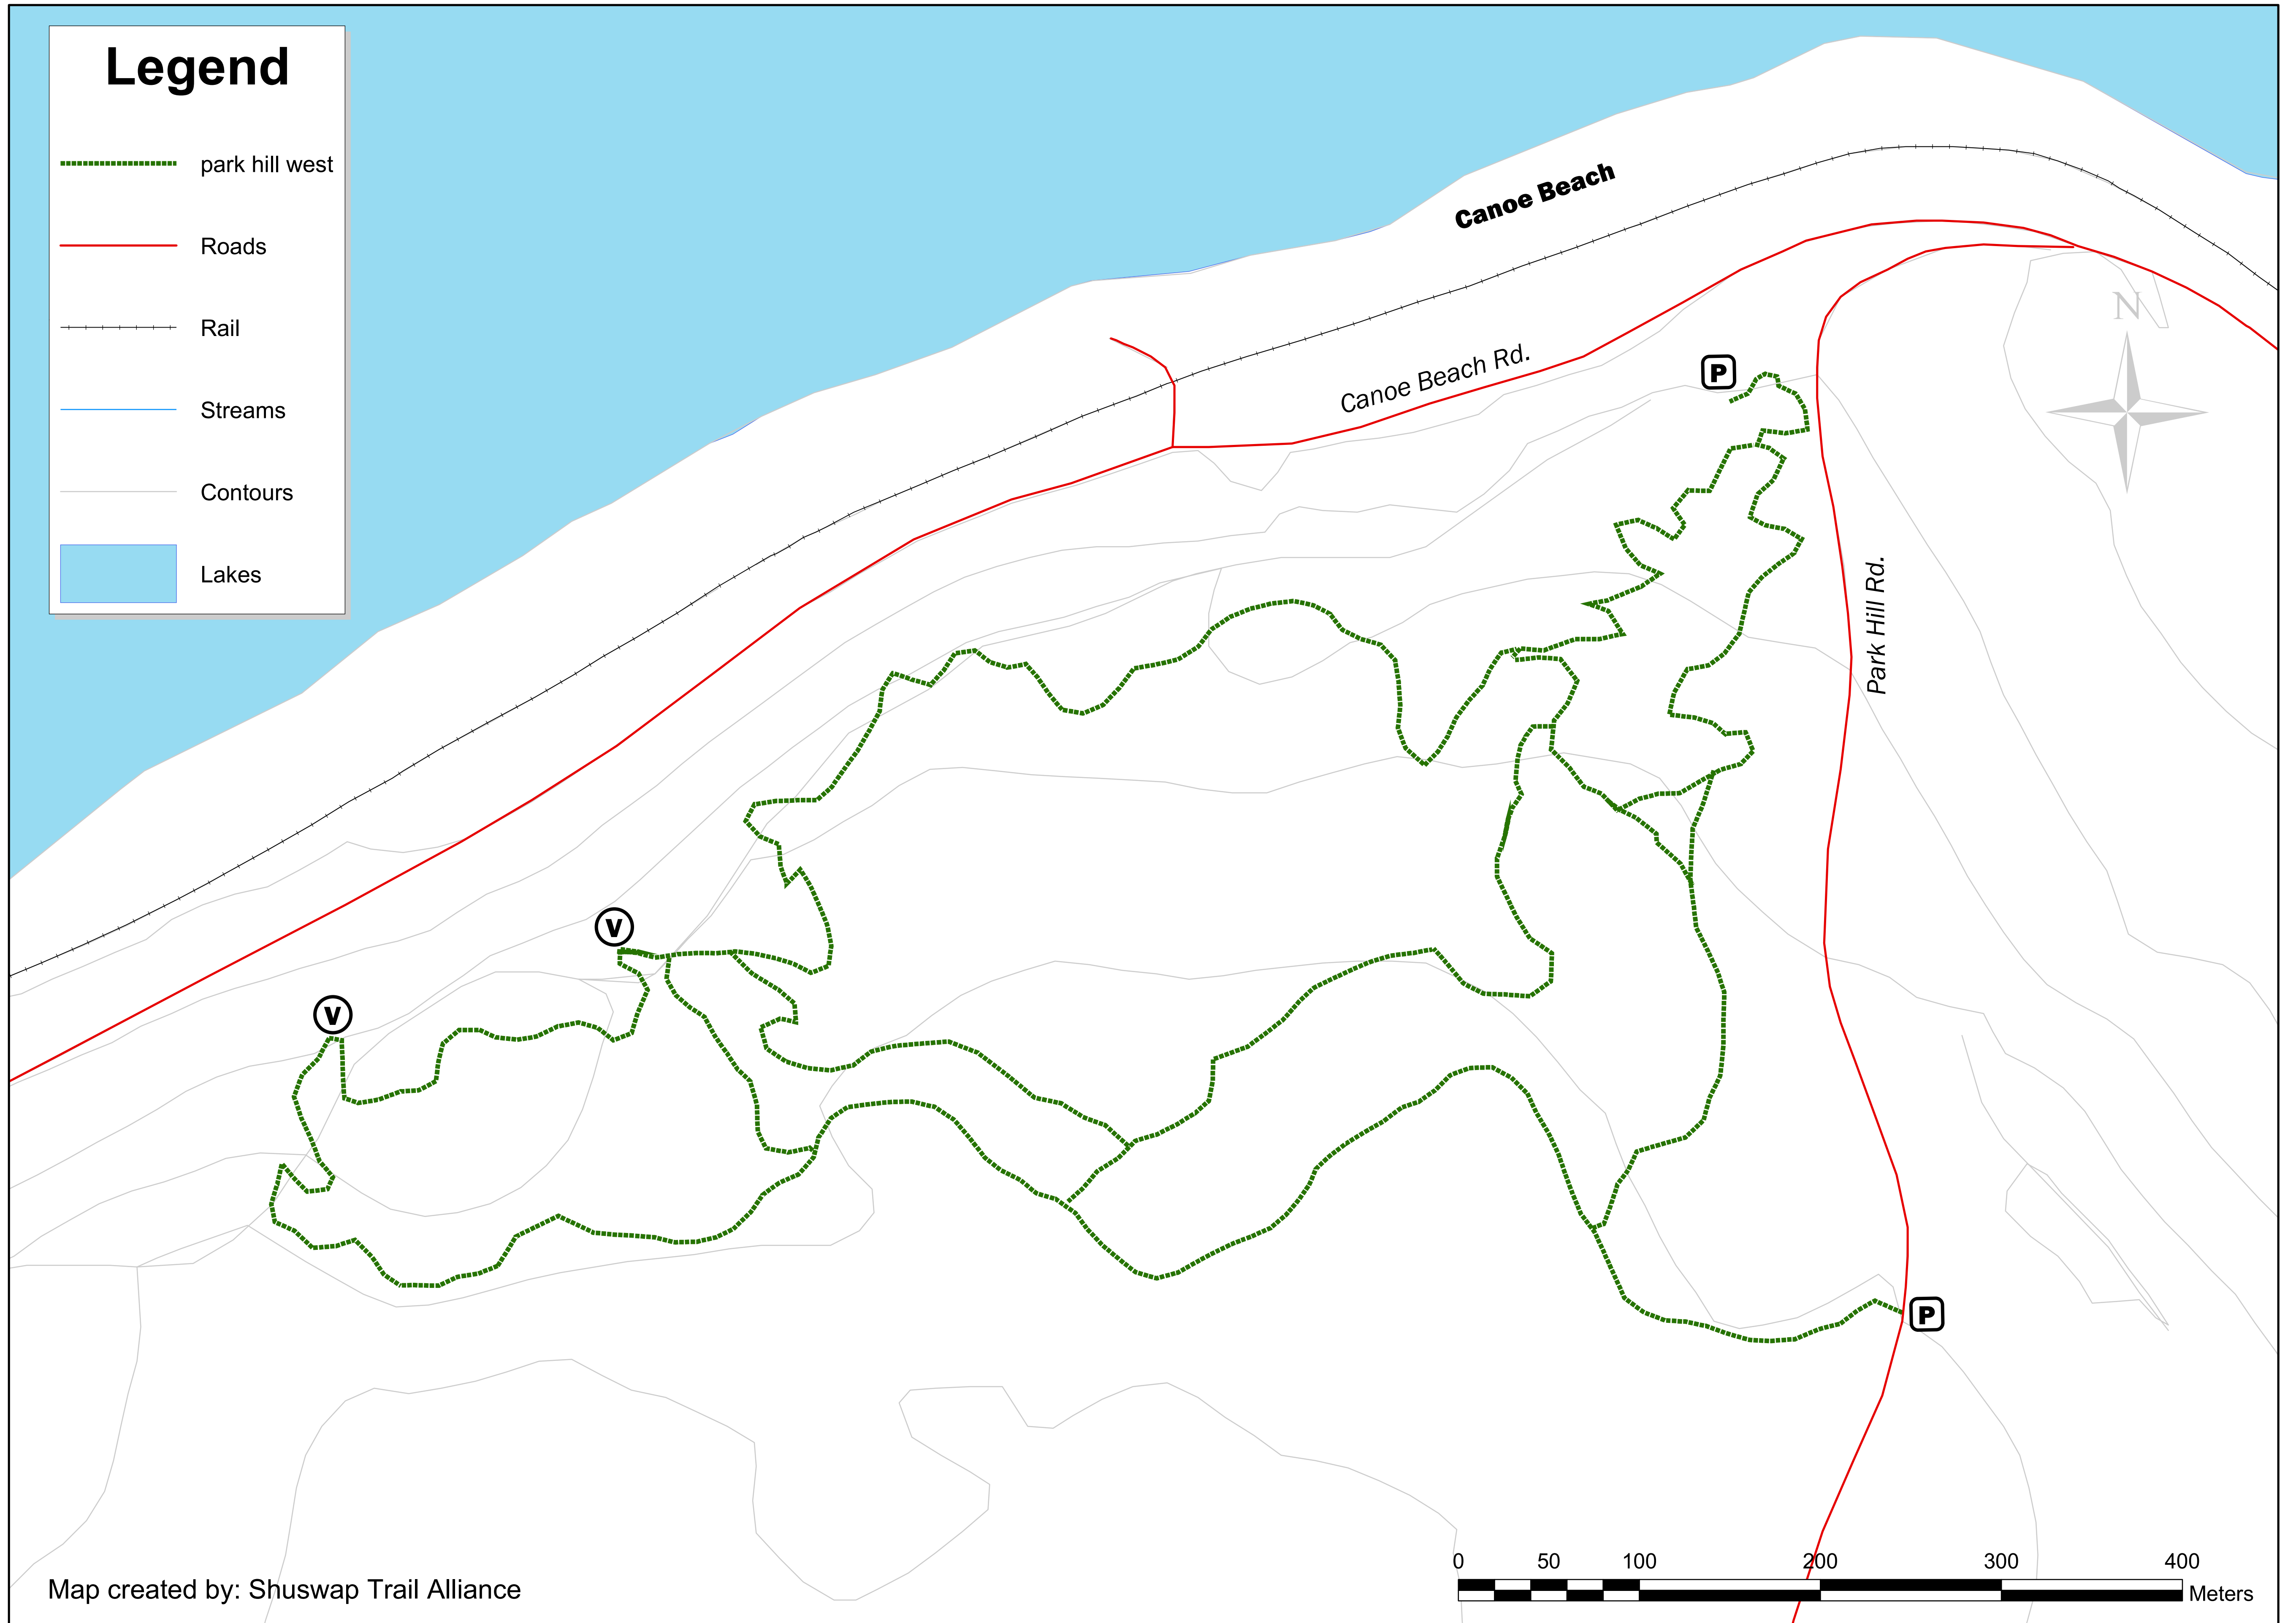 Legend
park hill west
Roads
Rail
Streams
Contours
Lakes
Canoe Beach
Canoe Beach Rd.
N
P
Park Hill Rd.
V
V
P
0 50 100 200 300 400
Meters
Map created by: Shuswap Trail Alliance